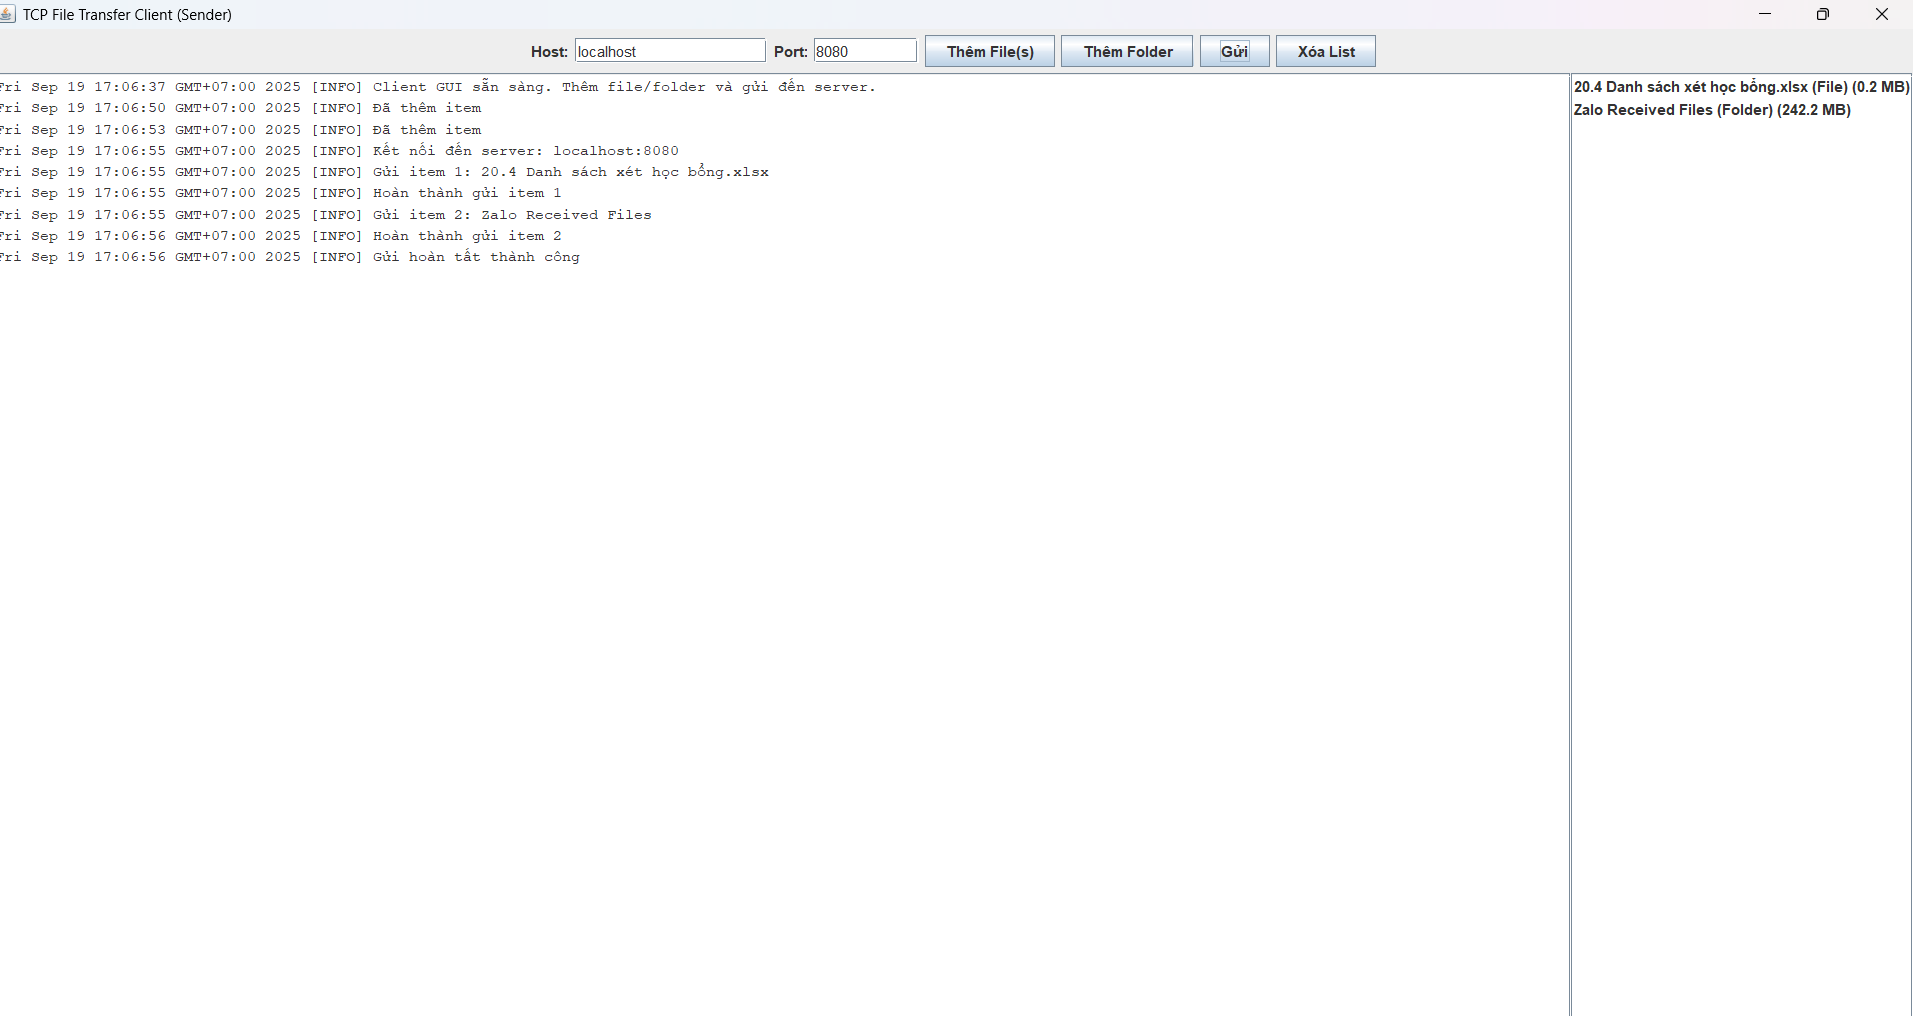 TCP File Transfer Client (Sender)
Host: localhost Port: 8080 Thêm File(s) Thêm Folder Gửi Xóa List
Fri Sep 19 17:06:37 GMT+07:00 2025 [INFO] Client GUI sẵn sàng. Thêm file/folder và gửi đến server.
Fri Sep 19 17:06:50 GMT+07:00 2025 [INFO] Đã thêm item
Fri Sep 19 17:06:53 GMT+07:00 2025 [INFO] Đã thêm item
Fri Sep 19 17:06:55 GMT+07:00 2025 [INFO] Kết nối đến server: localhost:8080
Fri Sep 19 17:06:55 GMT+07:00 2025 [INFO] Gửi item 1: 20.4 Danh sách xét học bổng.xlsx
Fri Sep 19 17:06:55 GMT+07:00 2025 [INFO] Hoàn thành gửi item 1
Fri Sep 19 17:06:55 GMT+07:00 2025 [INFO] Gửi item 2: Zalo Received Files
Fri Sep 19 17:06:56 GMT+07:00 2025 [INFO] Hoàn thành gửi item 2
Fri Sep 19 17:06:56 GMT+07:00 2025 [INFO] Gửi hoàn tất thành công
20.4 Danh sách xét học bổng.xlsx (File) (0.2 MB)
Zalo Received Files (Folder) (242.2 MB)